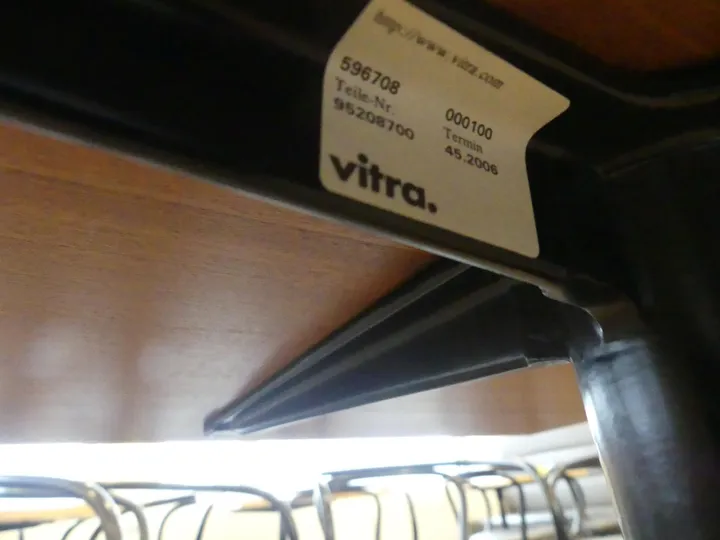 http://www.vitra.com
596708 000100
Teile-Nr. Termin
95208700 45.2006
vitra.